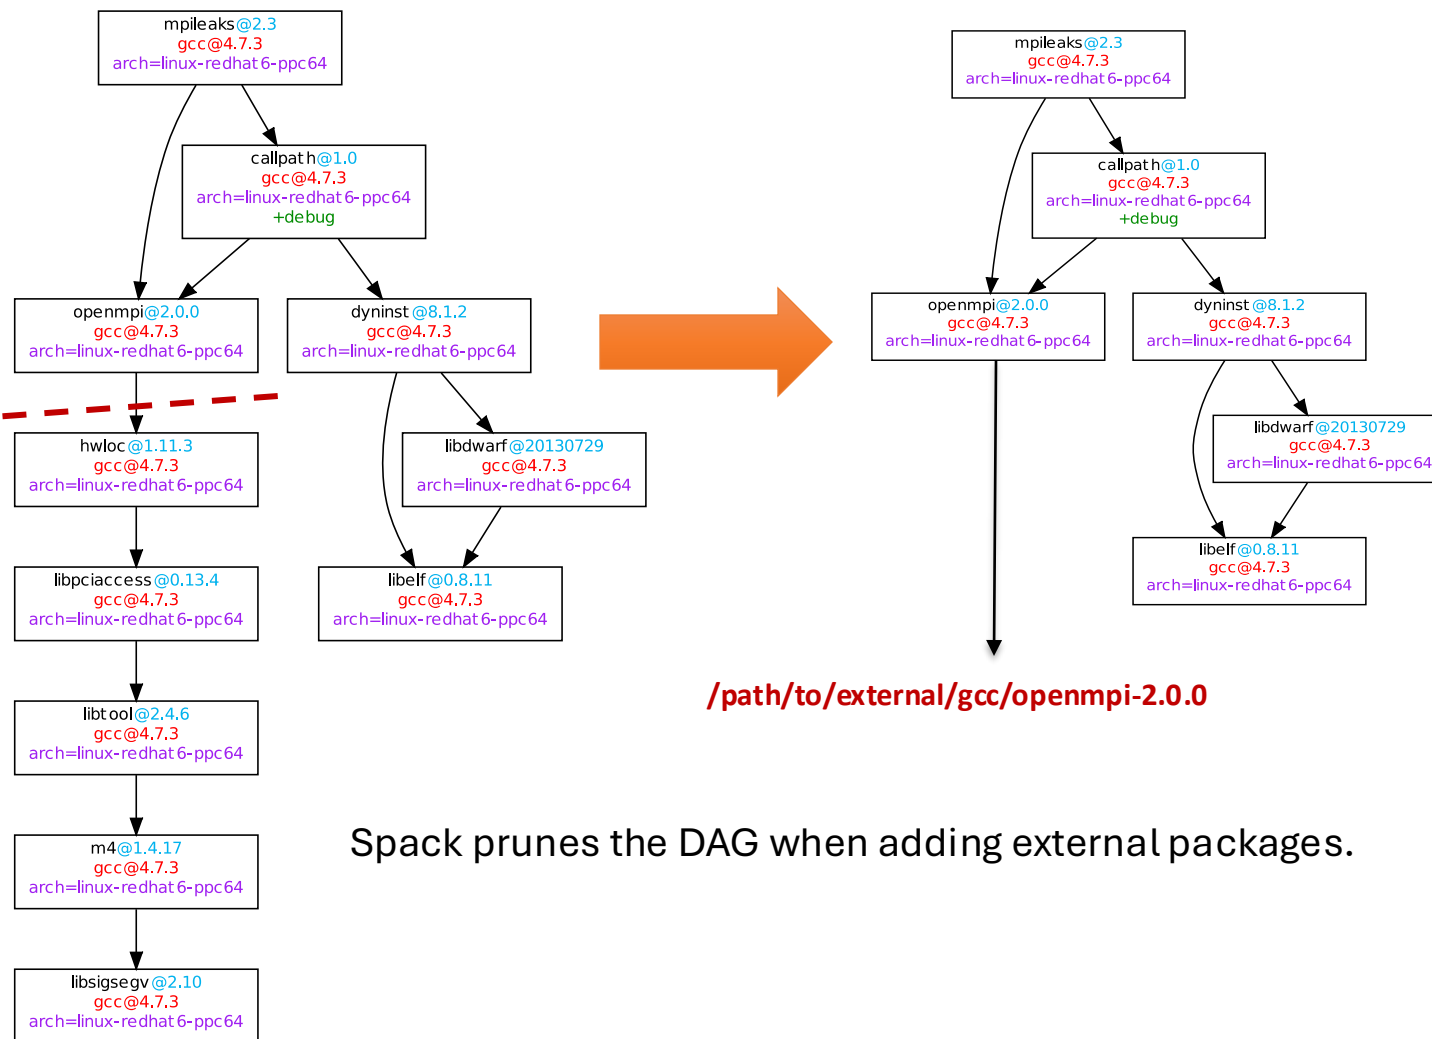 mpileaks@2.3
gcc@4.7.3
arch=linux-redhat6-ppc64
callpath@1.0
gcc@4.7.3
arch=linux-redhat6-ppc64
+debug
openmpi@2.0.0
gcc@4.7.3
arch=linux-redhat6-ppc64
dyninst@8.1.2
gcc@4.7.3
arch=linux-redhat6-ppc64
hwloc@1.11.3
gcc@4.7.3
arch=linux-redhat6-ppc64
libdwarf@20130729
gcc@4.7.3
arch=linux-redhat6-ppc64
libpciaccess@0.13.4
gcc@4.7.3
arch=linux-redhat6-ppc64
libelf@0.8.11
gcc@4.7.3
arch=linux-redhat6-ppc64
libtool@2.4.6
gcc@4.7.3
arch=linux-redhat6-ppc64
m4@1.4.17
gcc@4.7.3
arch=linux-redhat6-ppc64
libsigsegv@2.10
gcc@4.7.3
arch=linux-redhat6-ppc64
mpileaks@2.3
gcc@4.7.3
arch=linux-redhat6-ppc64
callpath@1.0
gcc@4.7.3
arch=linux-redhat6-ppc64
+debug
openmpi@2.0.0
gcc@4.7.3
arch=linux-redhat6-ppc64
dyninst@8.1.2
gcc@4.7.3
arch=linux-redhat6-ppc64
libdwarf@20130729
gcc@4.7.3
arch=linux-redhat6-ppc64
libelf@0.8.11
gcc@4.7.3
arch=linux-redhat6-ppc64
/path/to/external/gcc/openmpi-2.0.0
Spack prunes the DAG when adding external packages.